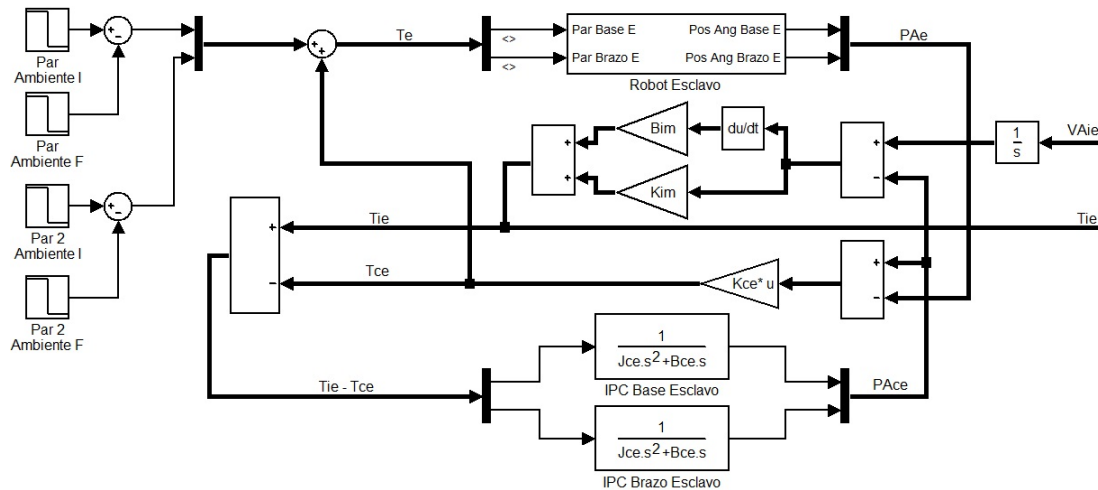 Par
Ambiente I
Par
Ambiente F
Par 2
Ambiente I
Par 2
Ambiente F
+
-
+
-
+
+
Te
<>
<>
Par Base E
Par Brazo E
Pos Ang Base E
Pos Ang Brazo E
Robot Esclavo
PAe
+
+
Bim
du/dt
Kim
+
-
1
s
VAie
Tie
Tie
+
-
Tce
Kce* u
+
-
Tie - Tce
1
Jce.s2+Bce.s
IPC Base Esclavo
1
Jce.s2+Bce.s
IPC Brazo Esclavo
PAce